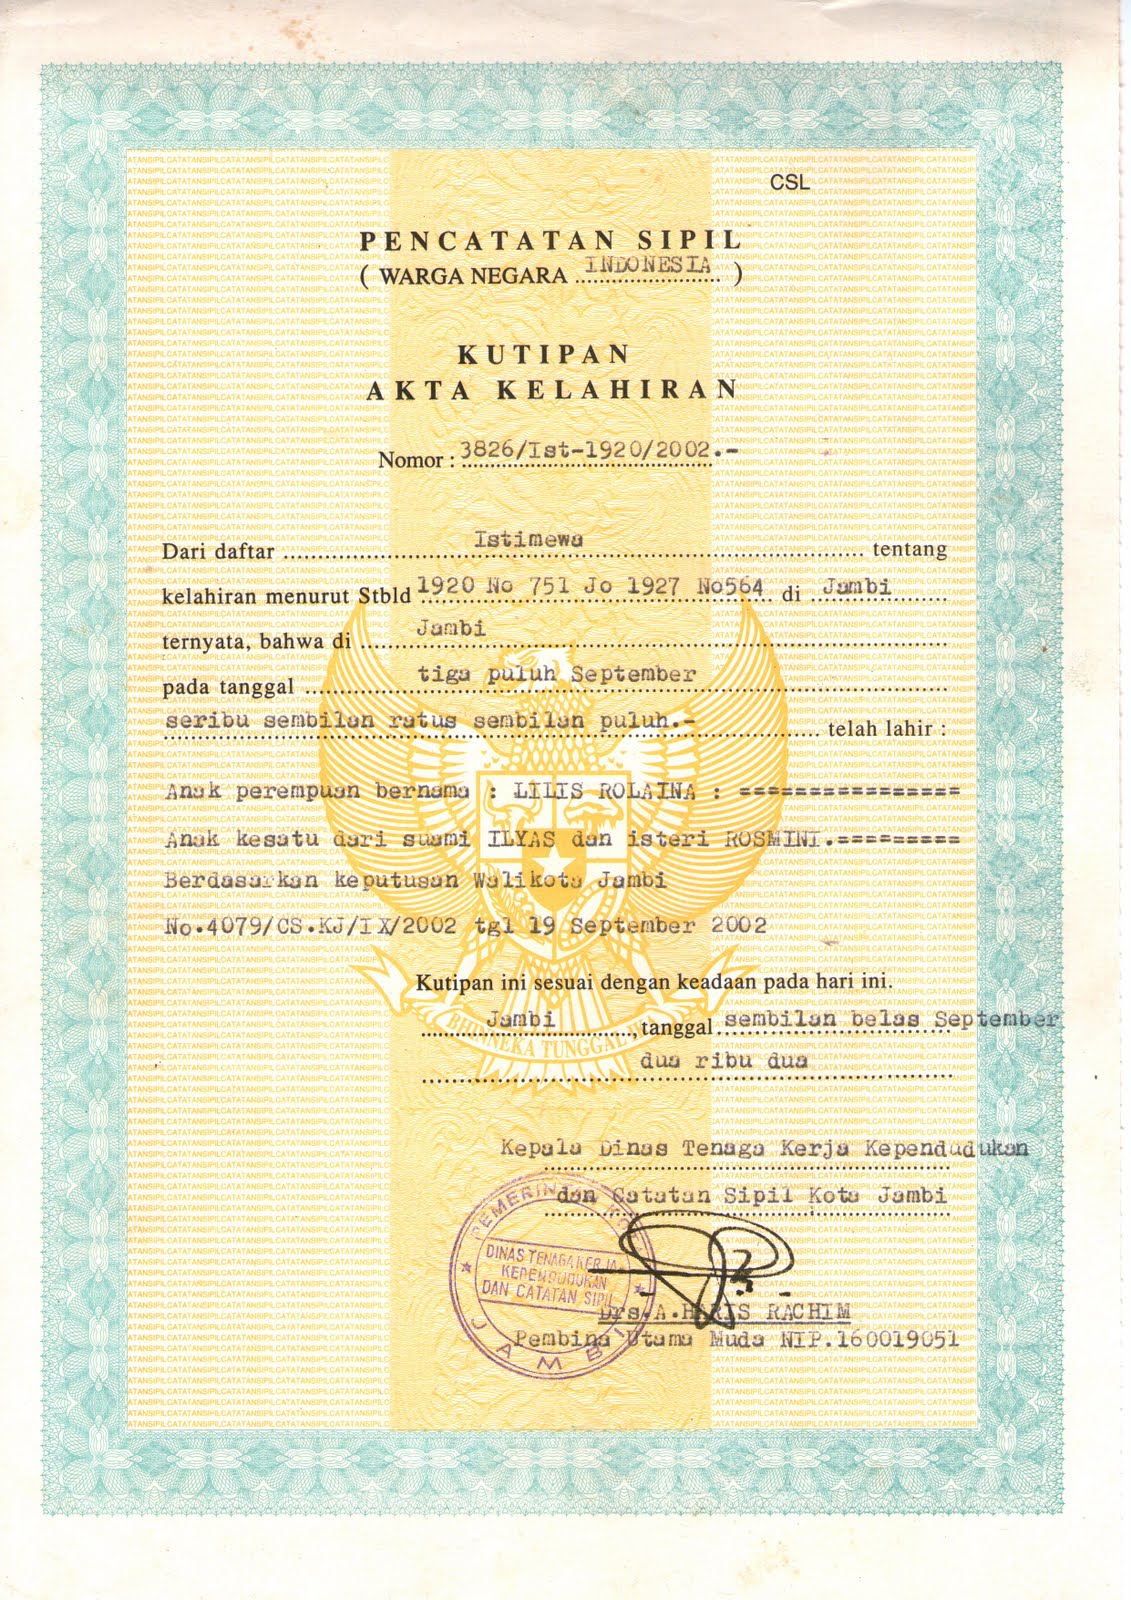 CSL
PENCATATAN SIPIL
( WARGA NEGARA INDONESIA )
KUTIPAN
AKTA KELAHIRAN
Nomor : 3826/Ist-1920/2002.-
Dari daftar Istimewa tentang
kelahiran menurut Stbld 1920 No 751 Jo 1927 No564 di Jambi
ternyata, bahwa di Jambi
pada tanggal tiga puluh September
seribu sembilan ratus sembilan puluh.- telah lahir :
Anak perempuan bernama : LILIS ROLAINA : ================
Anak kesatu dari suami ILYAS dan isteri ROSMINI.=========
Berdasarkan keputusan Walikota Jambi
No.4079/CS.KJ/IX/2002 tgl 19 September 2002
Kutipan ini sesuai dengan keadaan pada hari ini.
Jambi, tanggal sembilan belas September
BHINNEKA TUNGGAL IKA
dua ribu dua
Kepala Dinas Tenaga Kerja Kependudukan
dan Catatan Sipil Kota Jambi
PEMERINTAH KOTA
DINAS TENAGA KERJA
KEPENDUDUKAN
DAN CATATAN SIPIL
JAMBI
Drs.A.HARIS RACHIM
Pembina Utama Muda NIP.160019051